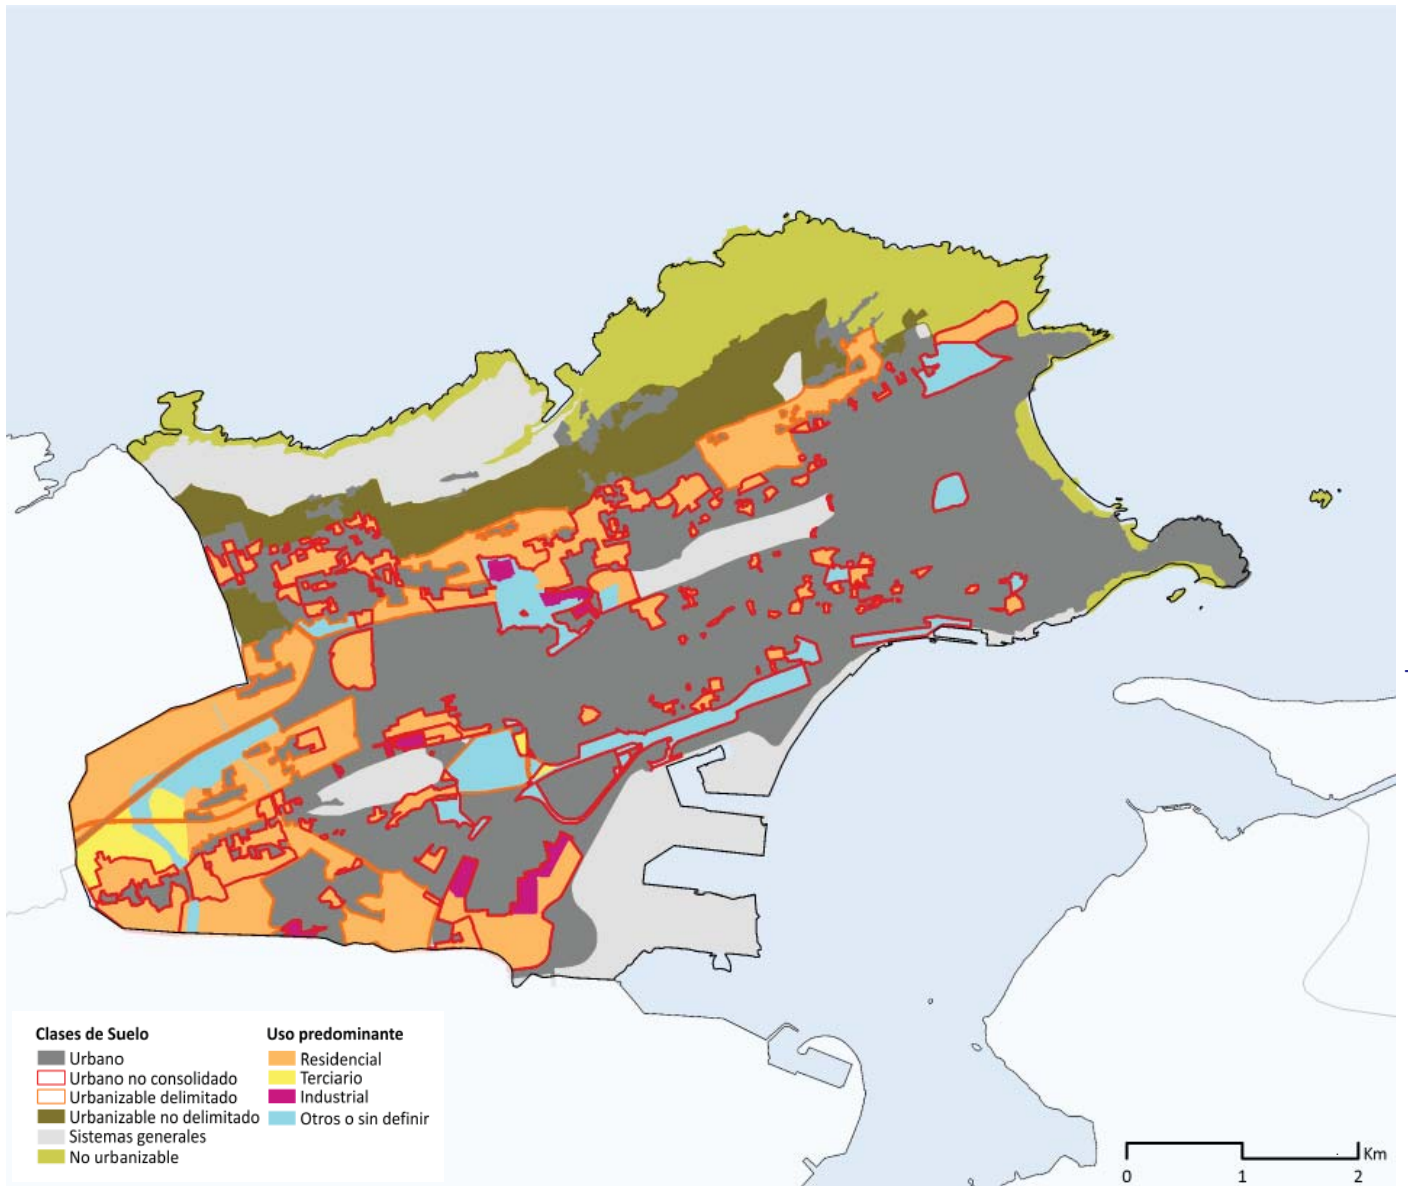 Clases de Suelo
Urbano
Urbano no consolidado
Urbanizable delimitado
Urbanizable no delimitado
Sistemas generales
No urbanizable
Uso predominante
Residencial
Terciario
Industrial
Otros o sin definir
Km
0 1 2